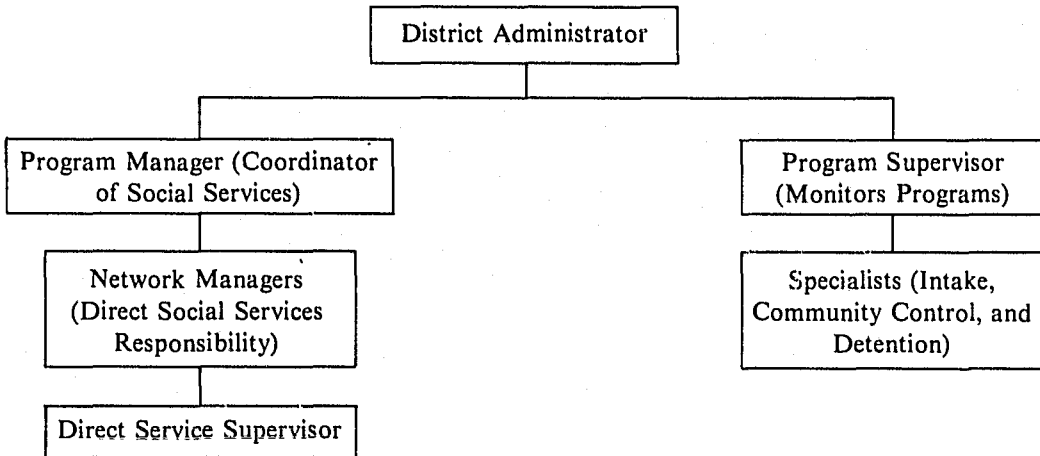 District Administrator
Program Manager (Coordinator
of Social Services)
Program Supervisor
(Monitors Programs)
Network Managers
(Direct Social Services
Responsibility)
Specialists (Intake,
Community Control, and
Detention)
Direct Service Supervisor